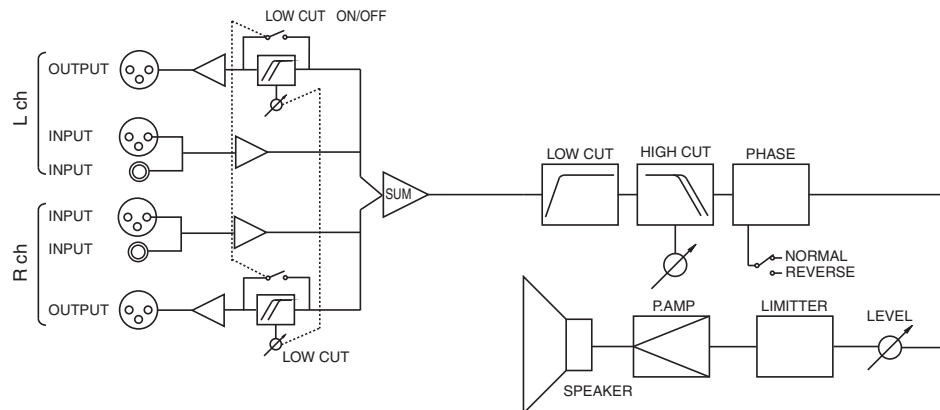 LOW CUT ON/OFF
L ch
OUTPUT
INPUT
INPUT
R ch
INPUT
INPUT
OUTPUT
LOW CUT
SUM
LOW CUT
HIGH CUT
PHASE
NORMAL
REVERSE
SPEAKER
P.AMP
LIMITTER
LEVEL